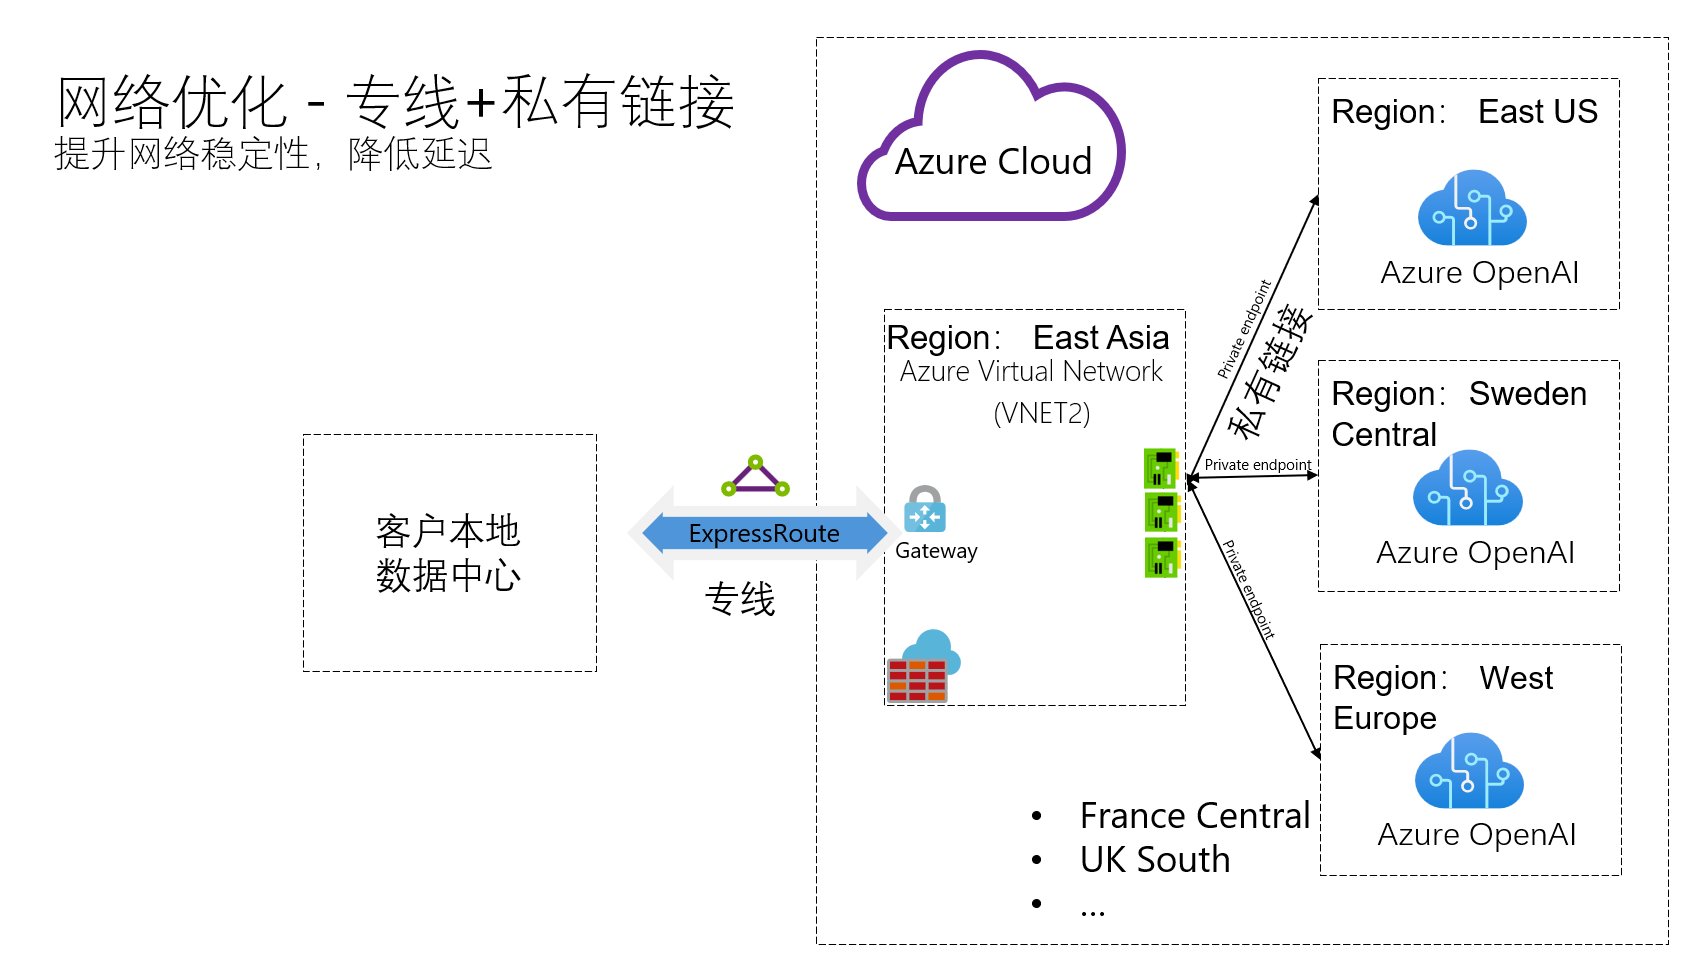 网络优化 - 专线+私有链接
提升网络稳定性，降低延迟
Azure Cloud
Region： East US
Azure OpenAI
Region： East Asia
Azure Virtual Network
(VNET2)
Private endpoint
私有链接
Region：Sweden
Central
Azure OpenAI
Private endpoint
客户本地
数据中心
ExpressRoute
专线
Gateway
Private endpoint
Region： West
Europe
Azure OpenAI
• France Central
• UK South
• ...